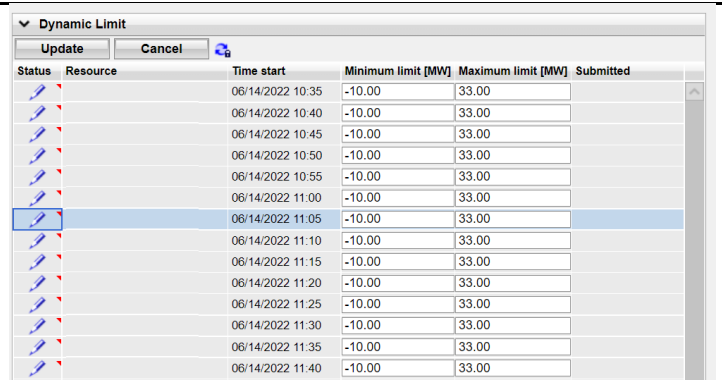 Dynamic Limit
Update Cancel
Status Resource Time start Minimum limit [MW] Maximum limit [MW] Submitted
06/14/2022 10:35 -10.00 33.00
06/14/2022 10:40 -10.00 33.00
06/14/2022 10:45 -10.00 33.00
06/14/2022 10:50 -10.00 33.00
06/14/2022 10:55 -10.00 33.00
06/14/2022 11:00 -10.00 33.00
06/14/2022 11:05 -10.00 33.00
06/14/2022 11:10 -10.00 33.00
06/14/2022 11:15 -10.00 33.00
06/14/2022 11:20 -10.00 33.00
06/14/2022 11:25 -10.00 33.00
06/14/2022 11:30 -10.00 33.00
06/14/2022 11:35 -10.00 33.00
06/14/2022 11:40 -10.00 33.00